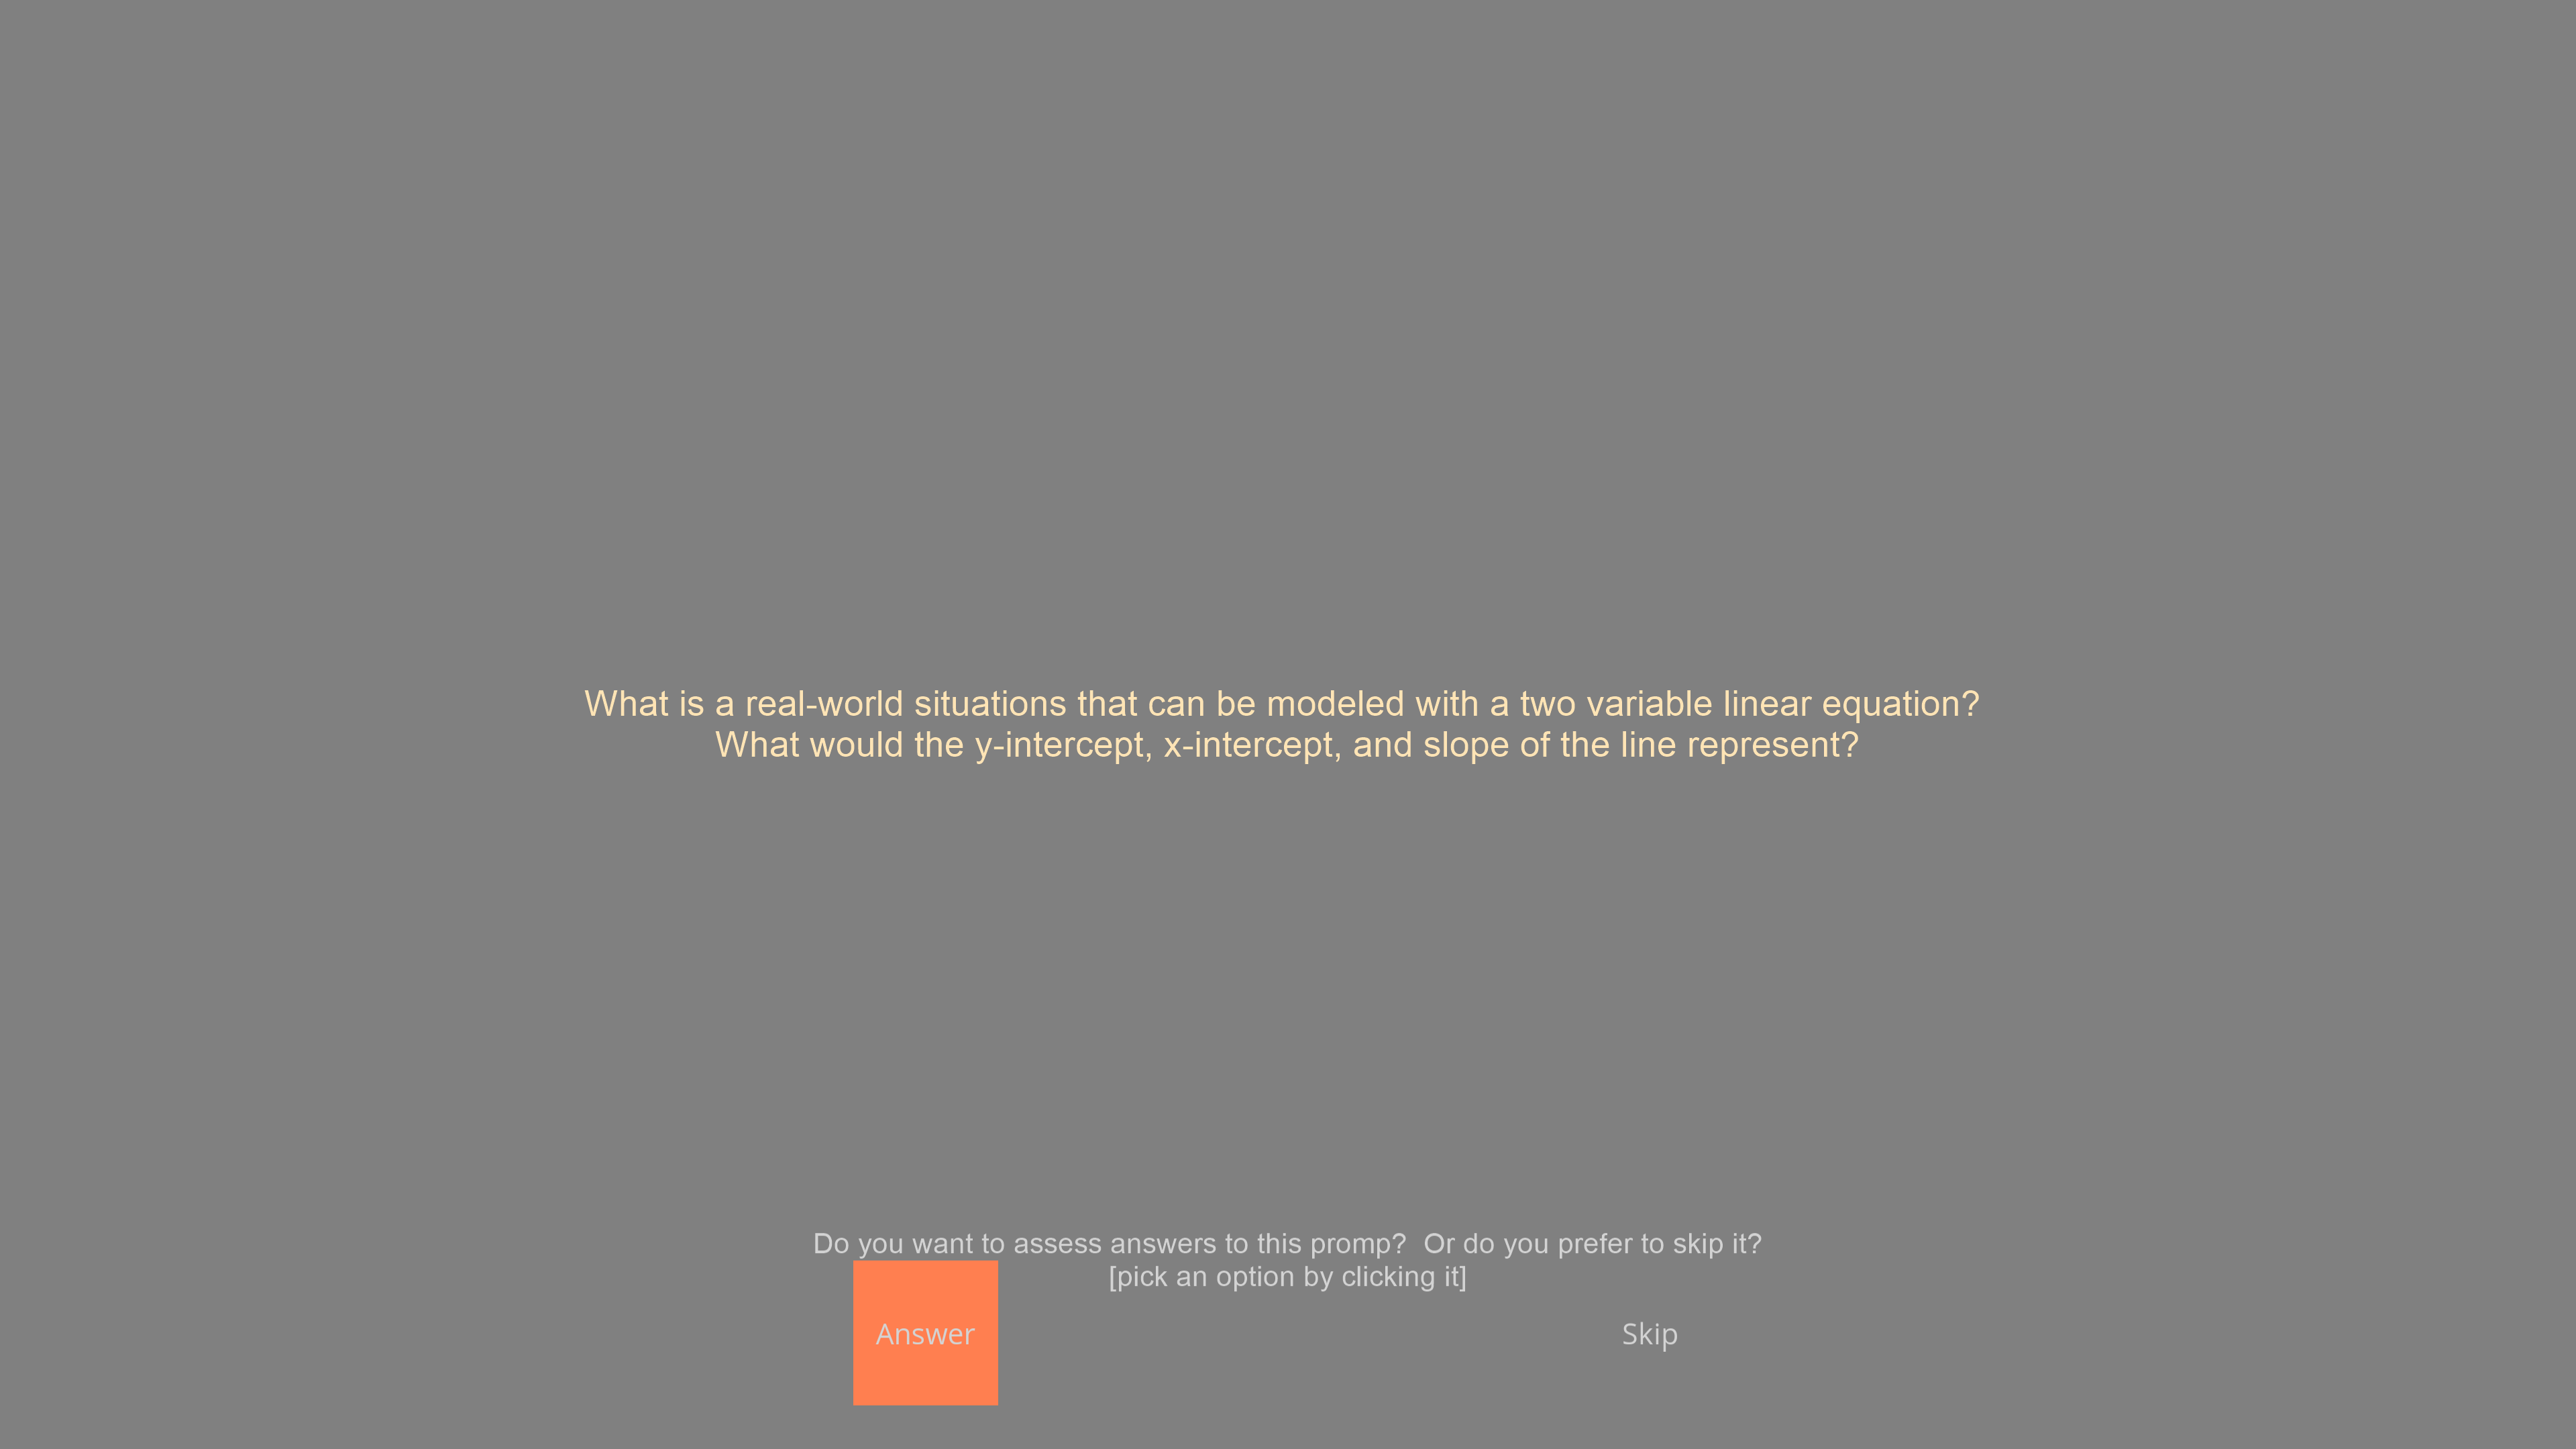 What is a real-world situations that can be modeled with a two variable linear equation?
What would the y-intercept, x-intercept, and slope of the line represent?
Do you want to assess answers to this promp?  Or do you prefer to skip it?
[pick an option by clicking it]
Answer
Skip